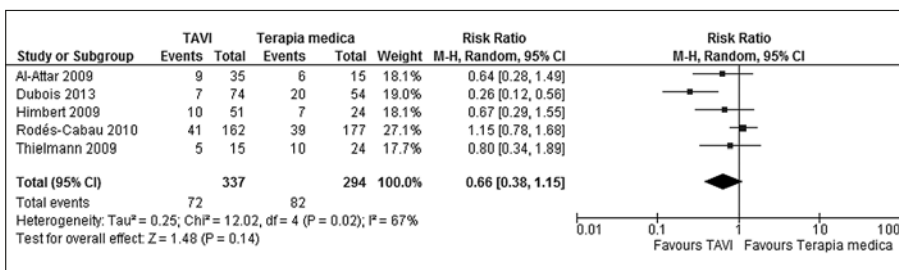 TAVI Terapia medica Risk Ratio Risk Ratio
Study or Subgroup Events Total Events Total Weight M-H, Random, 95% CI M-H, Random, 95% CI
Al-Attar 2009 9 35 6 15 18.1% 0.64 [0.28, 1.49]
Dubois 2013 7 74 20 54 19.0% 0.26 [0.12, 0.56]
Himbert 2009 10 51 7 24 18.1% 0.67 [0.29, 1.55]
Rodés-Cabau 2010 41 162 39 177 27.1% 1.15 [0.78, 1.68]
Thielmann 2009 5 15 10 24 17.7% 0.80 [0.34, 1.89]
Total (95% CI) 337 294 100.0% 0.66 [0.38, 1.15]
Total events 72 82
Heterogeneity: Tau² = 0.25; Chi² = 12.02, df = 4 (P = 0.02); I² = 67%
Test for overall effect: Z = 1.48 (P = 0.14)
0.01 0.1 1 10 100
Favours TAVI Favours Terapia medica